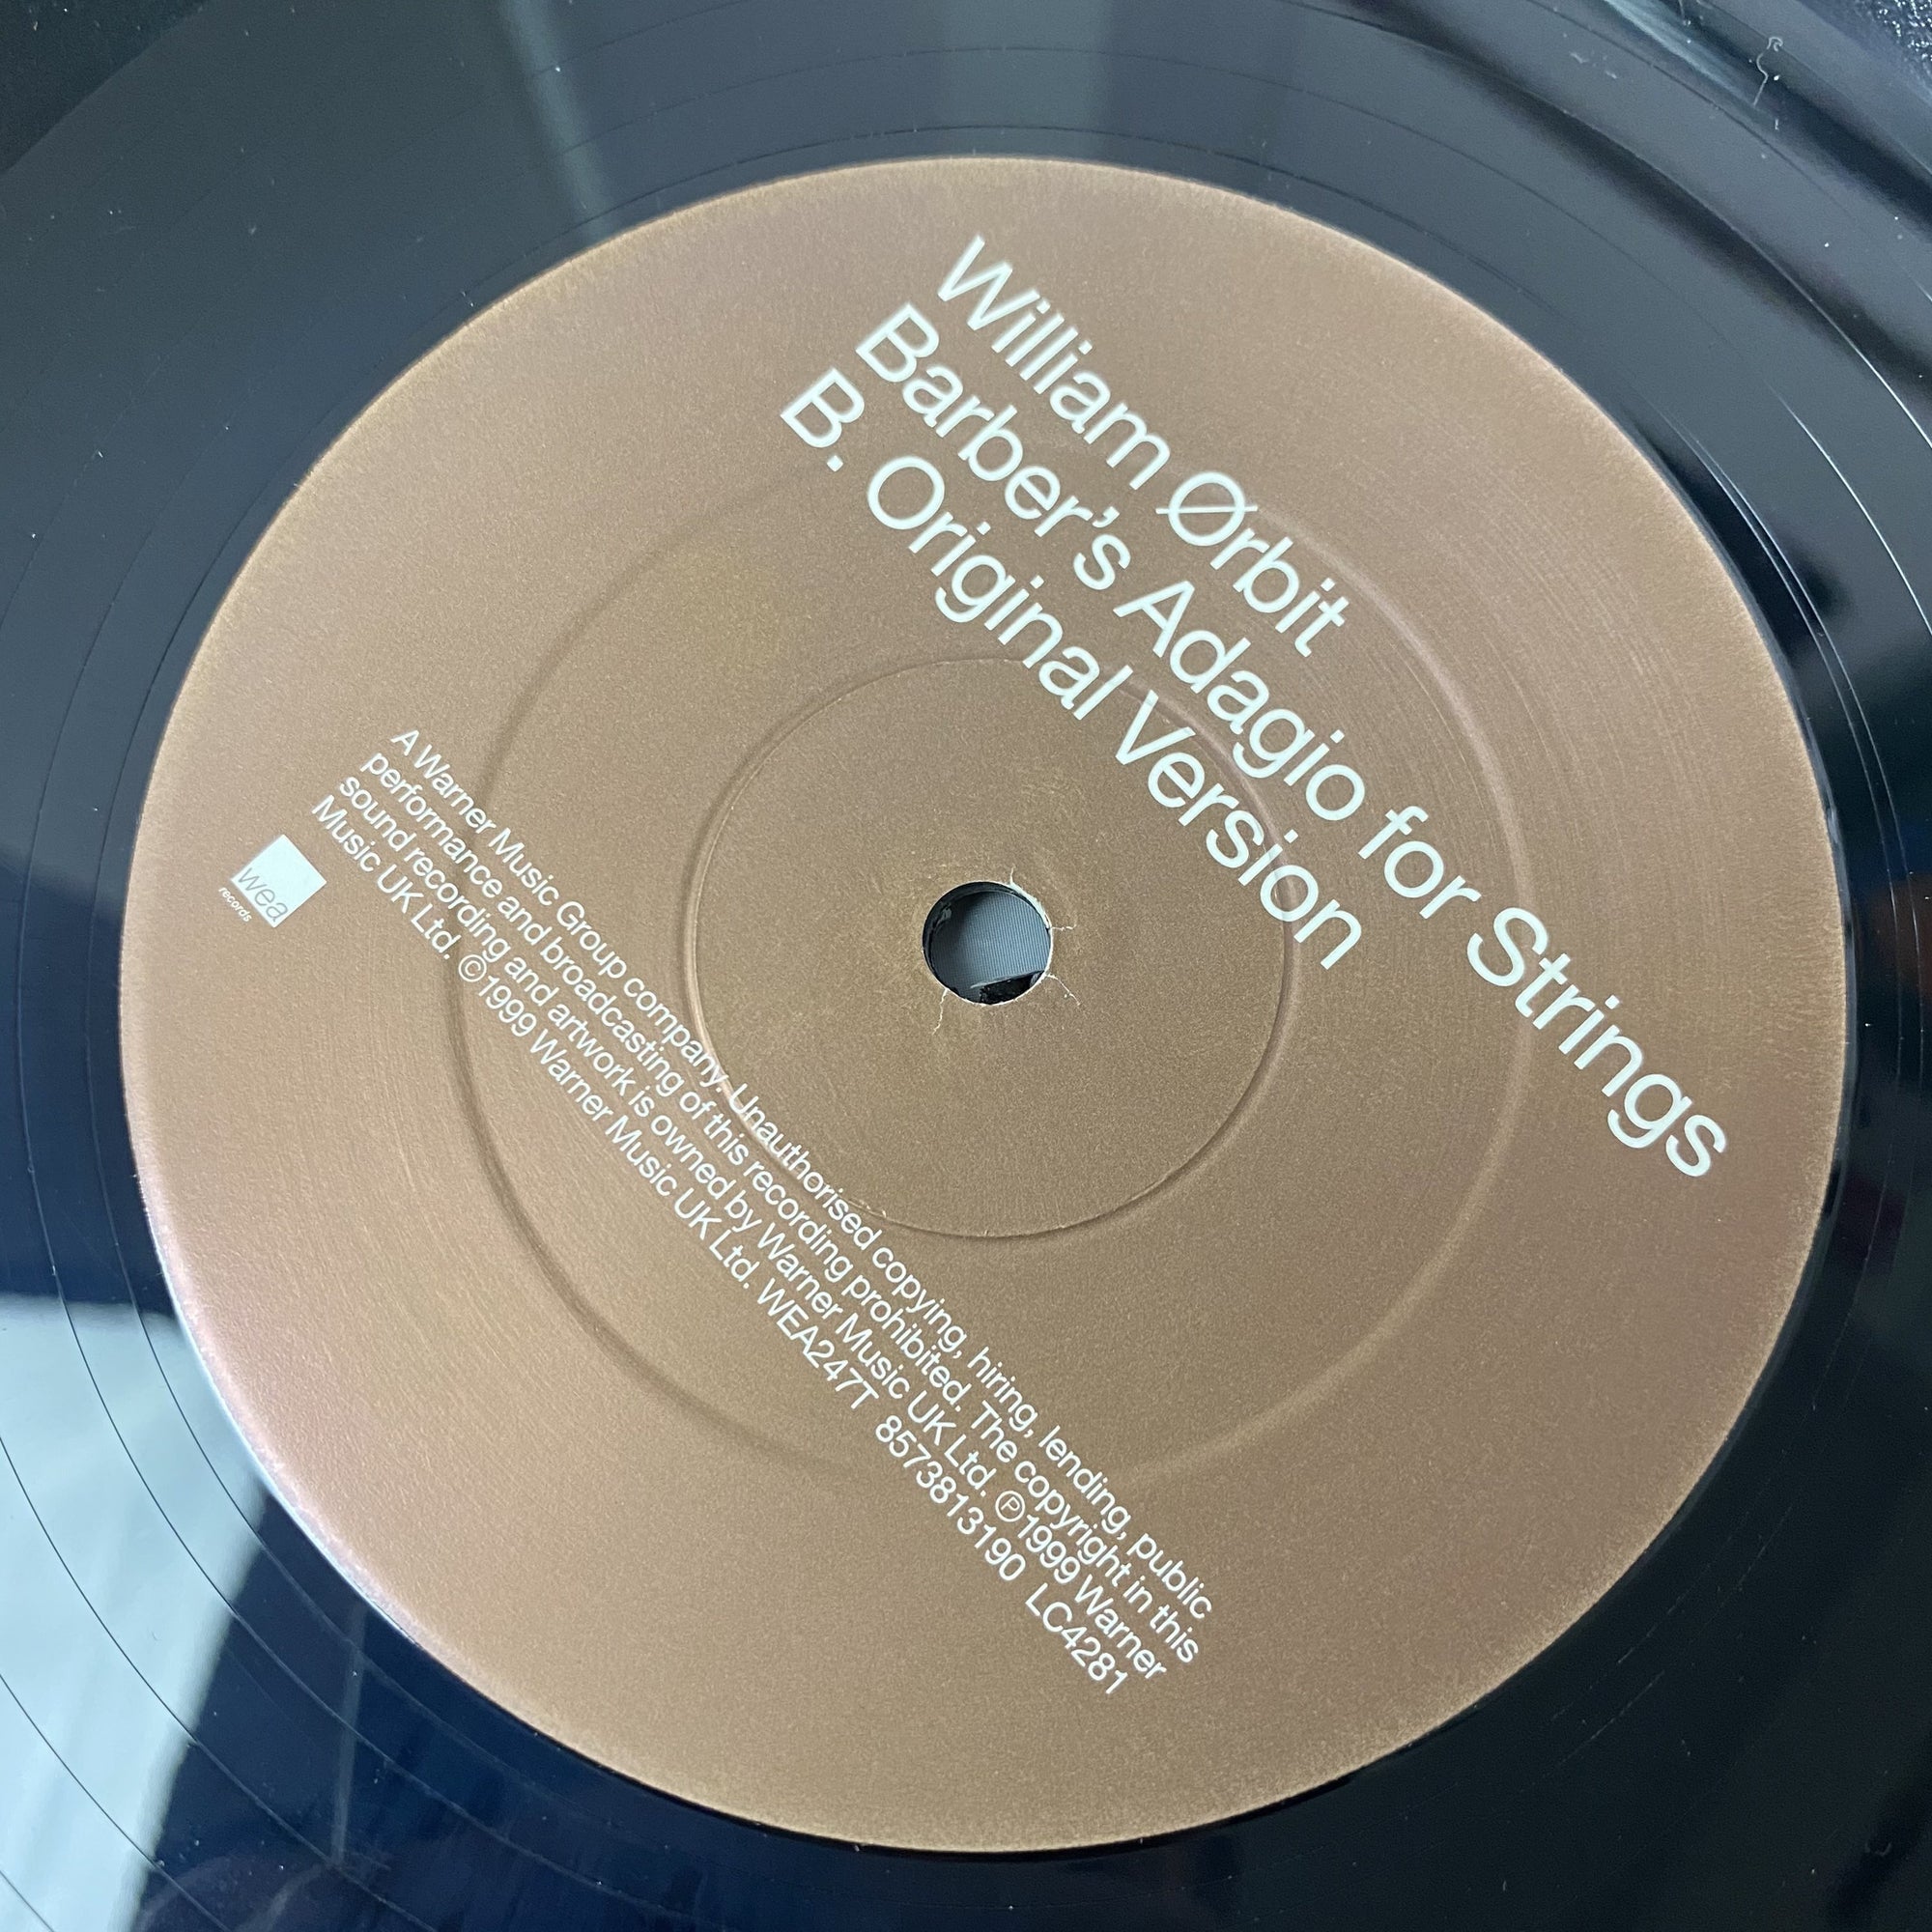 William Ørbit
Barber’s Adagio for Strings
B. Original Version
A Warner Music Group company. Unauthorised copying, hiring, lending, public
performance and broadcasting of this recording prohibited. The copyright in this
sound recording and artwork is owned by Warner Music UK Ltd. ℗1999 Warner
Music UK Ltd. ©1999 Warner Music UK Ltd. WEA247T 8573813190 LC4281
wea
records